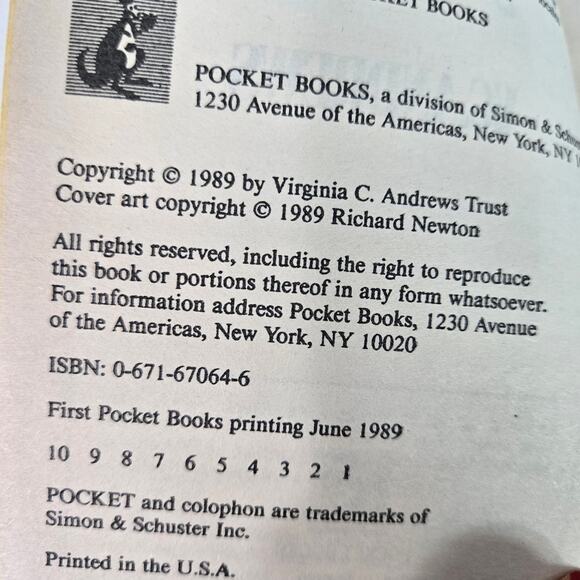 POCKET BOOKS
POCKET BOOKS, a division of Simon &
1230 Avenue of the Americas, New York, NY
Copyright © 1989 by Virginia C. Andrews Trust
Cover art copyright © 1989 Richard Newton
All rights reserved, including the right to reproduce
this book or portions thereof in any form whatsoever.
For information address Pocket Books, 1230 Avenue
of the Americas, New York, NY 10020
ISBN: 0-671-67064-6
First Pocket Books printing June 1989
10 9 8 7 6 5 4 3 2 1
POCKET and colophon are trademarks of
Simon & Schuster Inc.
Printed in the U.S.A.